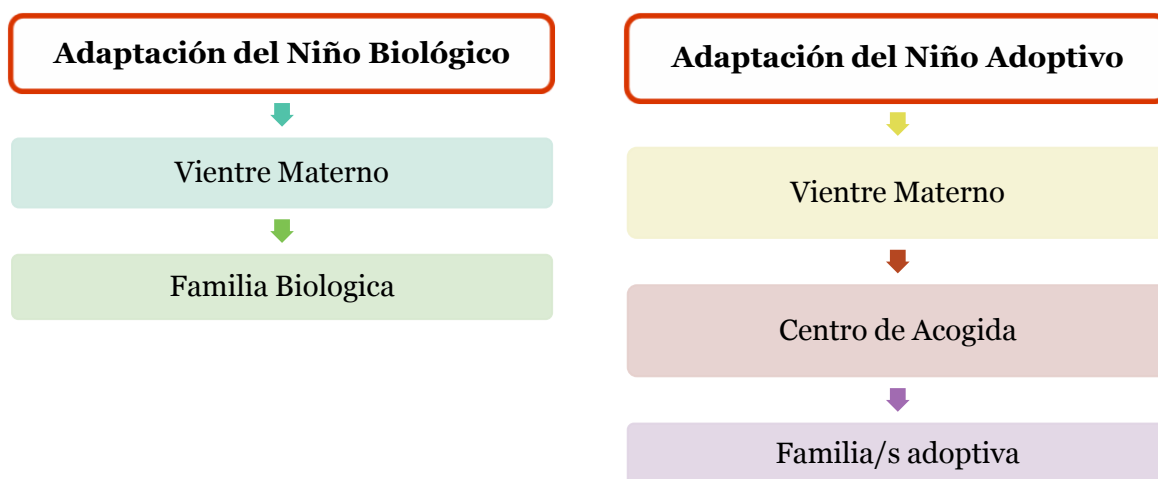 Adaptación del Niño Biológico
Vientre Materno
Familia Biologica
Adaptación del Niño Adoptivo
Vientre Materno
Centro de Acogida
Familia/s adoptiva